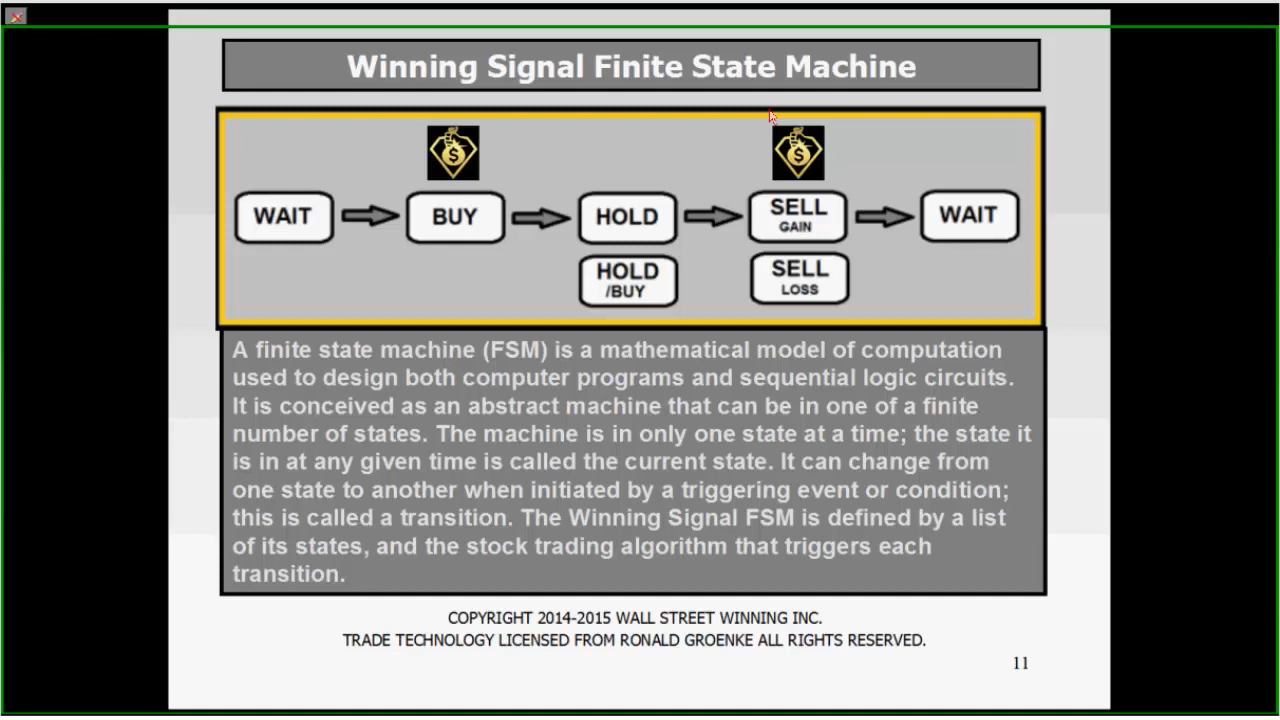 Winning Signal Finite State Machine
$
$
WAIT
BUY
HOLD
SELL
GAIN
WAIT
HOLD
/BUY
SELL
LOSS
A finite state machine (FSM) is a mathematical model of computation
used to design both computer programs and sequential logic circuits.
It is conceived as an abstract machine that can be in one of a finite
number of states. The machine is in only one state at a time; the state it
is in at any given time is called the current state. It can change from
one state to another when initiated by a triggering event or condition;
this is called a transition. The Winning Signal FSM is defined by a list
of its states, and the stock trading algorithm that triggers each
transition.
COPYRIGHT 2014-2015 WALL STREET WINNING INC.
TRADE TECHNOLOGY LICENSED FROM RONALD GROENKE ALL RIGHTS RESERVED.
11